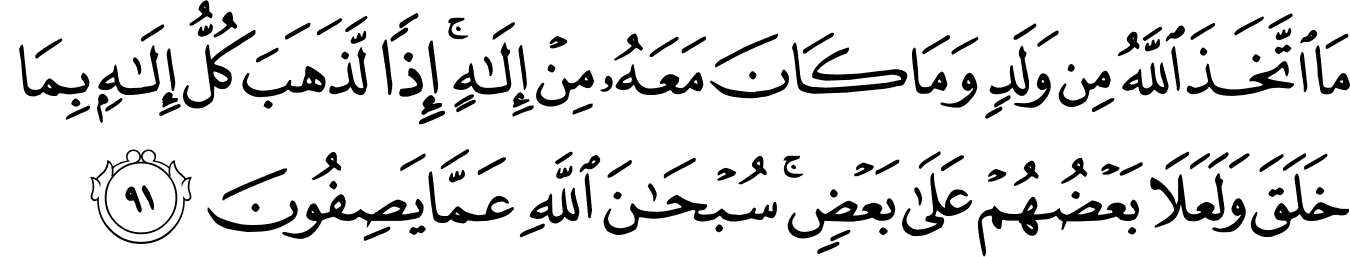 مَا ٱتَّخَذَ ٱللَّهُ مِن وَلَدٍ وَمَا كَانَ مَعَهُۥ مِنْ إِلَـٰهٍ ۚ إِذًا لَّذَهَبَ كُلُّ إِلَـٰهٍۭ بِمَا
خَلَقَ وَلَعَلَا بَعْضُهُمْ عَلَىٰ بَعْضٍ ۚ سُبْحَـٰنَ ٱللَّهِ عَمَّا يَصِفُونَ ٩١